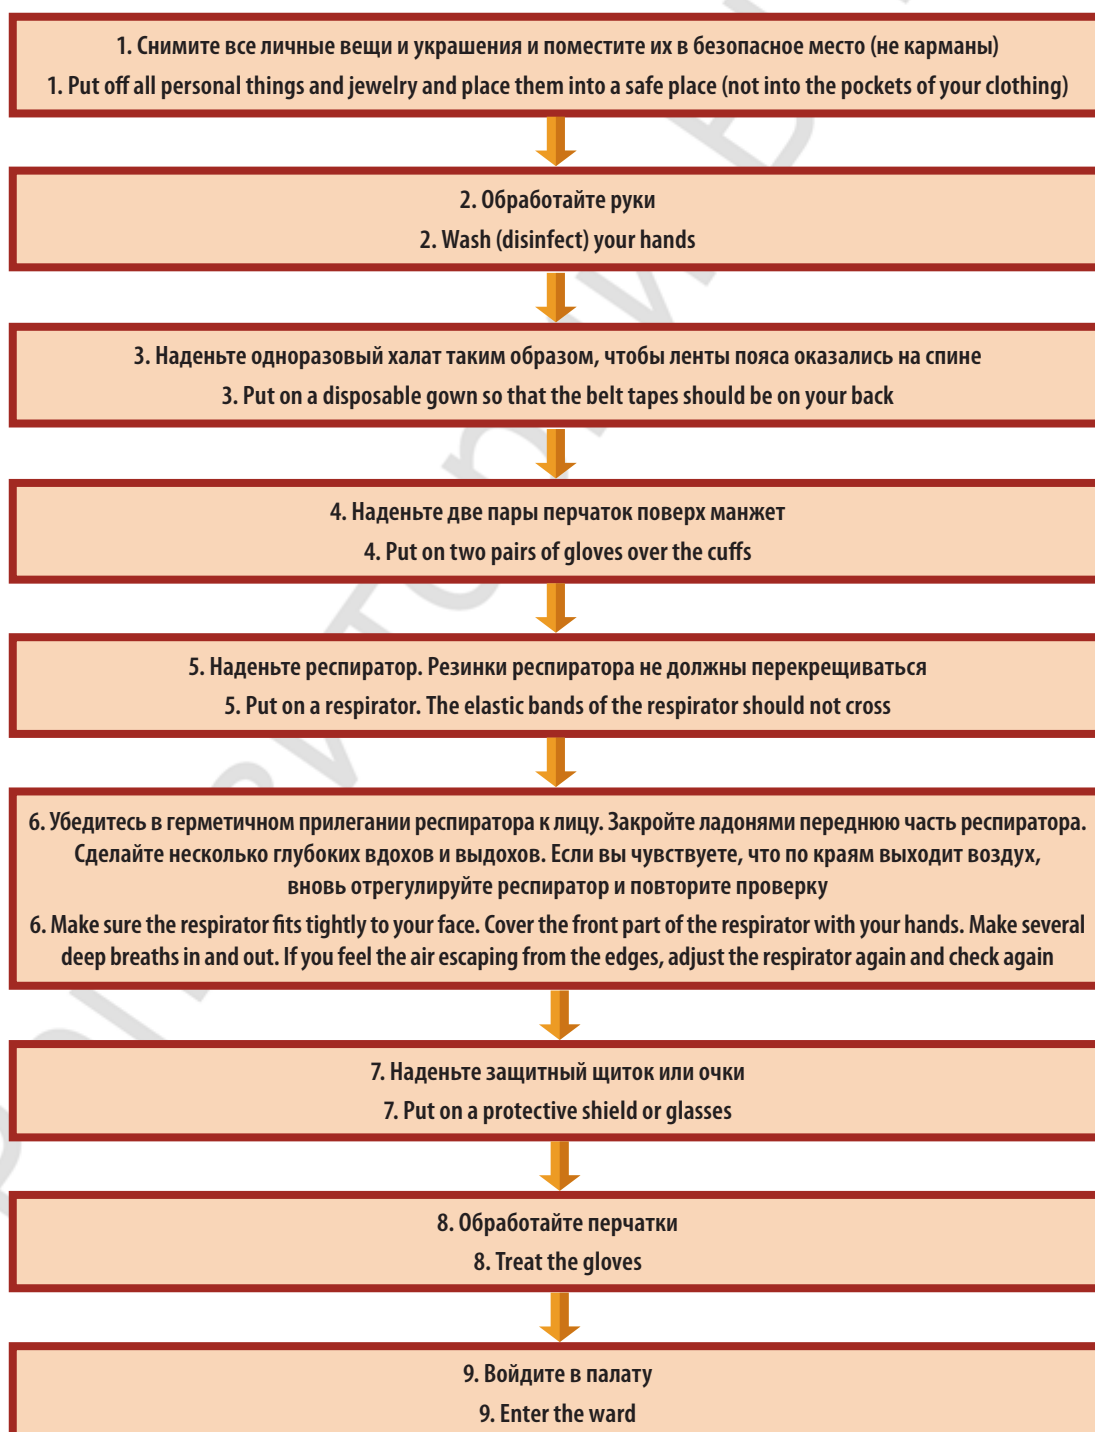 1. Снимите все личные вещи и украшения и поместите их в безопасное место (не карманы)
1. Put off all personal things and jewelry and place them into a safe place (not into the pockets of your clothing)
2. Обработайте руки
2. Wash (disinfect) your hands
3. Наденьте одноразовый халат таким образом, чтобы ленты пояса оказались на спине
3. Put on a disposable gown so that the belt tapes should be on your back
4. Наденьте две пары перчаток поверх манжет
4. Put on two pairs of gloves over the cuffs
5. Наденьте респиратор. Резинки респиратора не должны перекрещиваться
5. Put on a respirator. The elastic bands of the respirator should not cross
6. Убедитесь в герметичном прилегании респиратора к лицу. Закройте ладонями переднюю часть респиратора.
Сделайте несколько глубоких вдохов и выдохов. Если вы чувствуете, что по краям выходит воздух,
вновь отрегулируйте респиратор и повторите проверку
6. Make sure the respirator fits tightly to your face. Cover the front part of the respirator with your hands. Make several
deep breaths in and out. If you feel the air escaping from the edges, adjust the respirator again and check again
7. Наденьте защитный щиток или очки
7. Put on a protective shield or glasses
8. Обработайте перчатки
8. Treat the gloves
9. Войдите в палату
9. Enter the ward